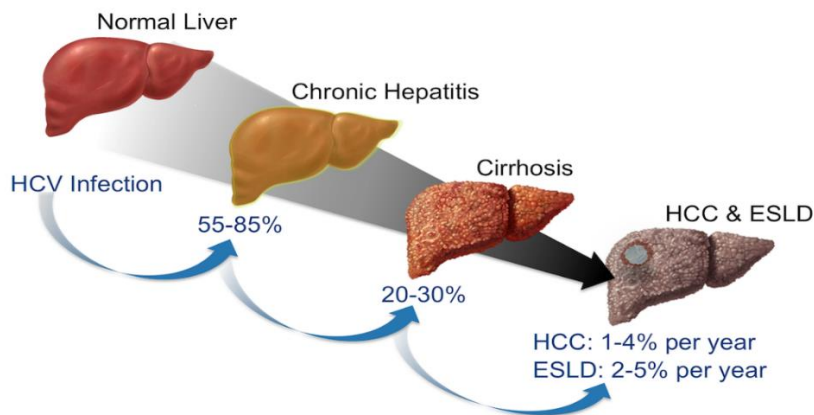 Normal Liver
Chronic Hepatitis
Cirrhosis
HCC & ESLD
HCV Infection
55-85%
20-30%
HCC: 1-4% per year
ESLD: 2-5% per year